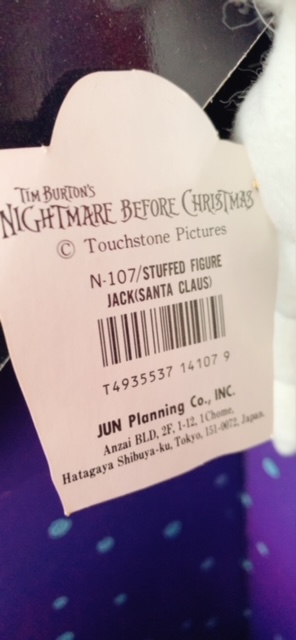 TIM BURTON'S
NIGHTMARE BEFORE CHRISTMAS
© Touchstone Pictures
N-107/STUFFED FIGURE
JACK(SANTA CLAUS)
T4935537 14107 9
JUN Planning Co., INC.
Anzai BLD, 2F, 1-12, 1Chome,
Hatagaya Shibuya-ku, Tokyo, 151-0072, Japan.